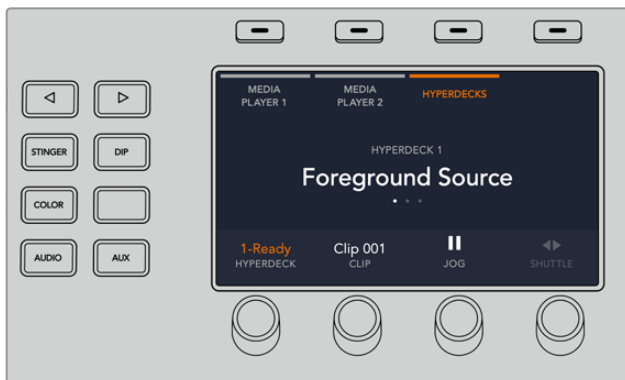 MEDIA PLAYER 1
MEDIA PLAYER 2
HYPERDECKS
STINGER
DIP
COLOR
AUDIO
AUX
HYPERDECK 1
Foreground Source
1-Ready
HYPERDECK
Clip 001
CLIP
JOG
SHUTTLE